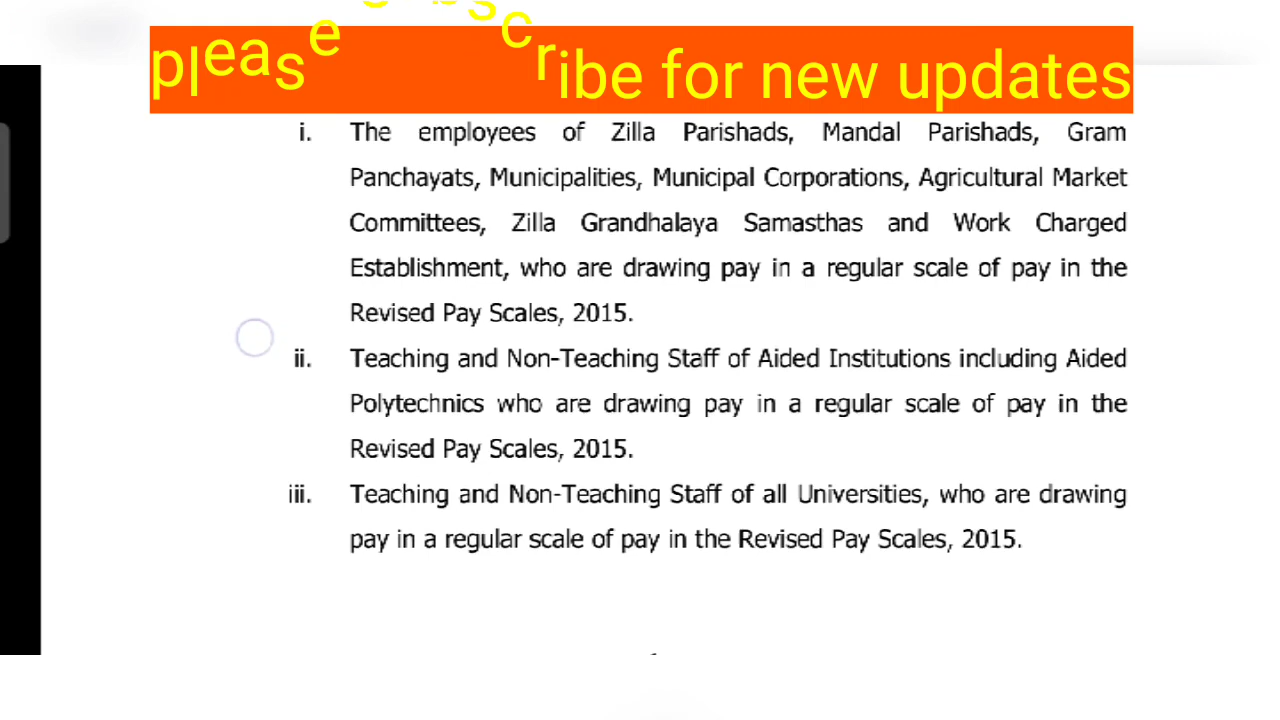 please subscribe for new updates
i. The employees of Zilla Parishads, Mandal Parishads, Gram
Panchayats, Municipalities, Municipal Corporations, Agricultural Market
Committees, Zilla Grandhalaya Samasthas and Work Charged
Establishment, who are drawing pay in a regular scale of pay in the
Revised Pay Scales, 2015.
ii. Teaching and Non-Teaching Staff of Aided Institutions including Aided
Polytechnics who are drawing pay in a regular scale of pay in the
Revised Pay Scales, 2015.
iii. Teaching and Non-Teaching Staff of all Universities, who are drawing
pay in a regular scale of pay in the Revised Pay Scales, 2015.